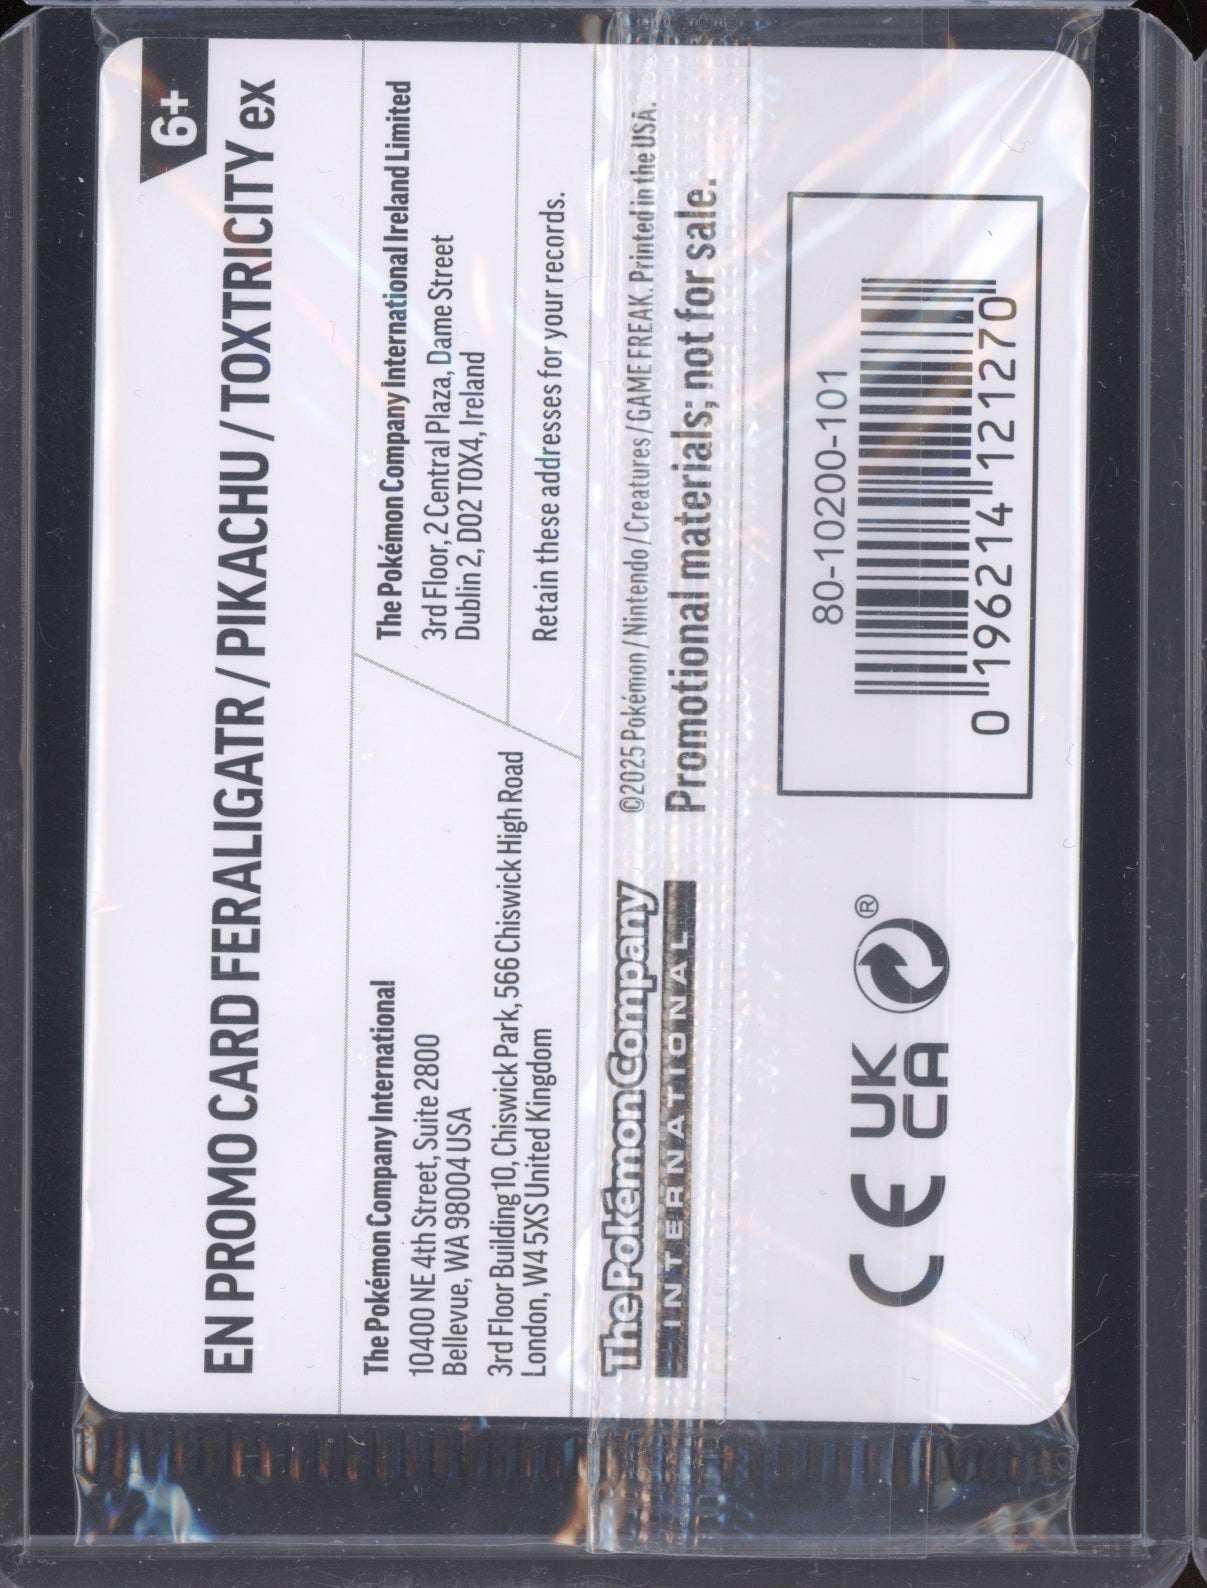 6+
EN PROMO CARD FERALIGATR / PIKACHU / TOXTRICITY ex
The Pokémon Company International
10400 NE 4th Street, Suite 2800
Bellevue, WA 98004 USA
3rd Floor Building 10, Chiswick Park, 566 Chiswick High Road
London, W4 5XS United Kingdom
The Pokémon Company International Ireland Limited
3rd Floor, 2 Central Plaza, Dame Street
Dublin 2, D02 T0X4, Ireland
Retain these addresses for your records.
The Pokémon Company
INTERNATIONAL
©2025 Pokémon / Nintendo / Creatures / GAME FREAK. Printed in the USA.
Promotional materials; not for sale.
CE
UK
CA
®
80-10200-101
0 196214 121270